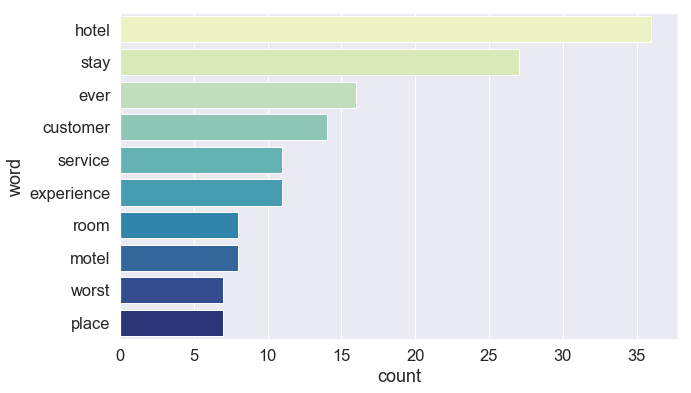 hotel
stay
ever
customer
service
experience
room
motel
worst
place
word
0 5 10 15 20 25 30 35
count